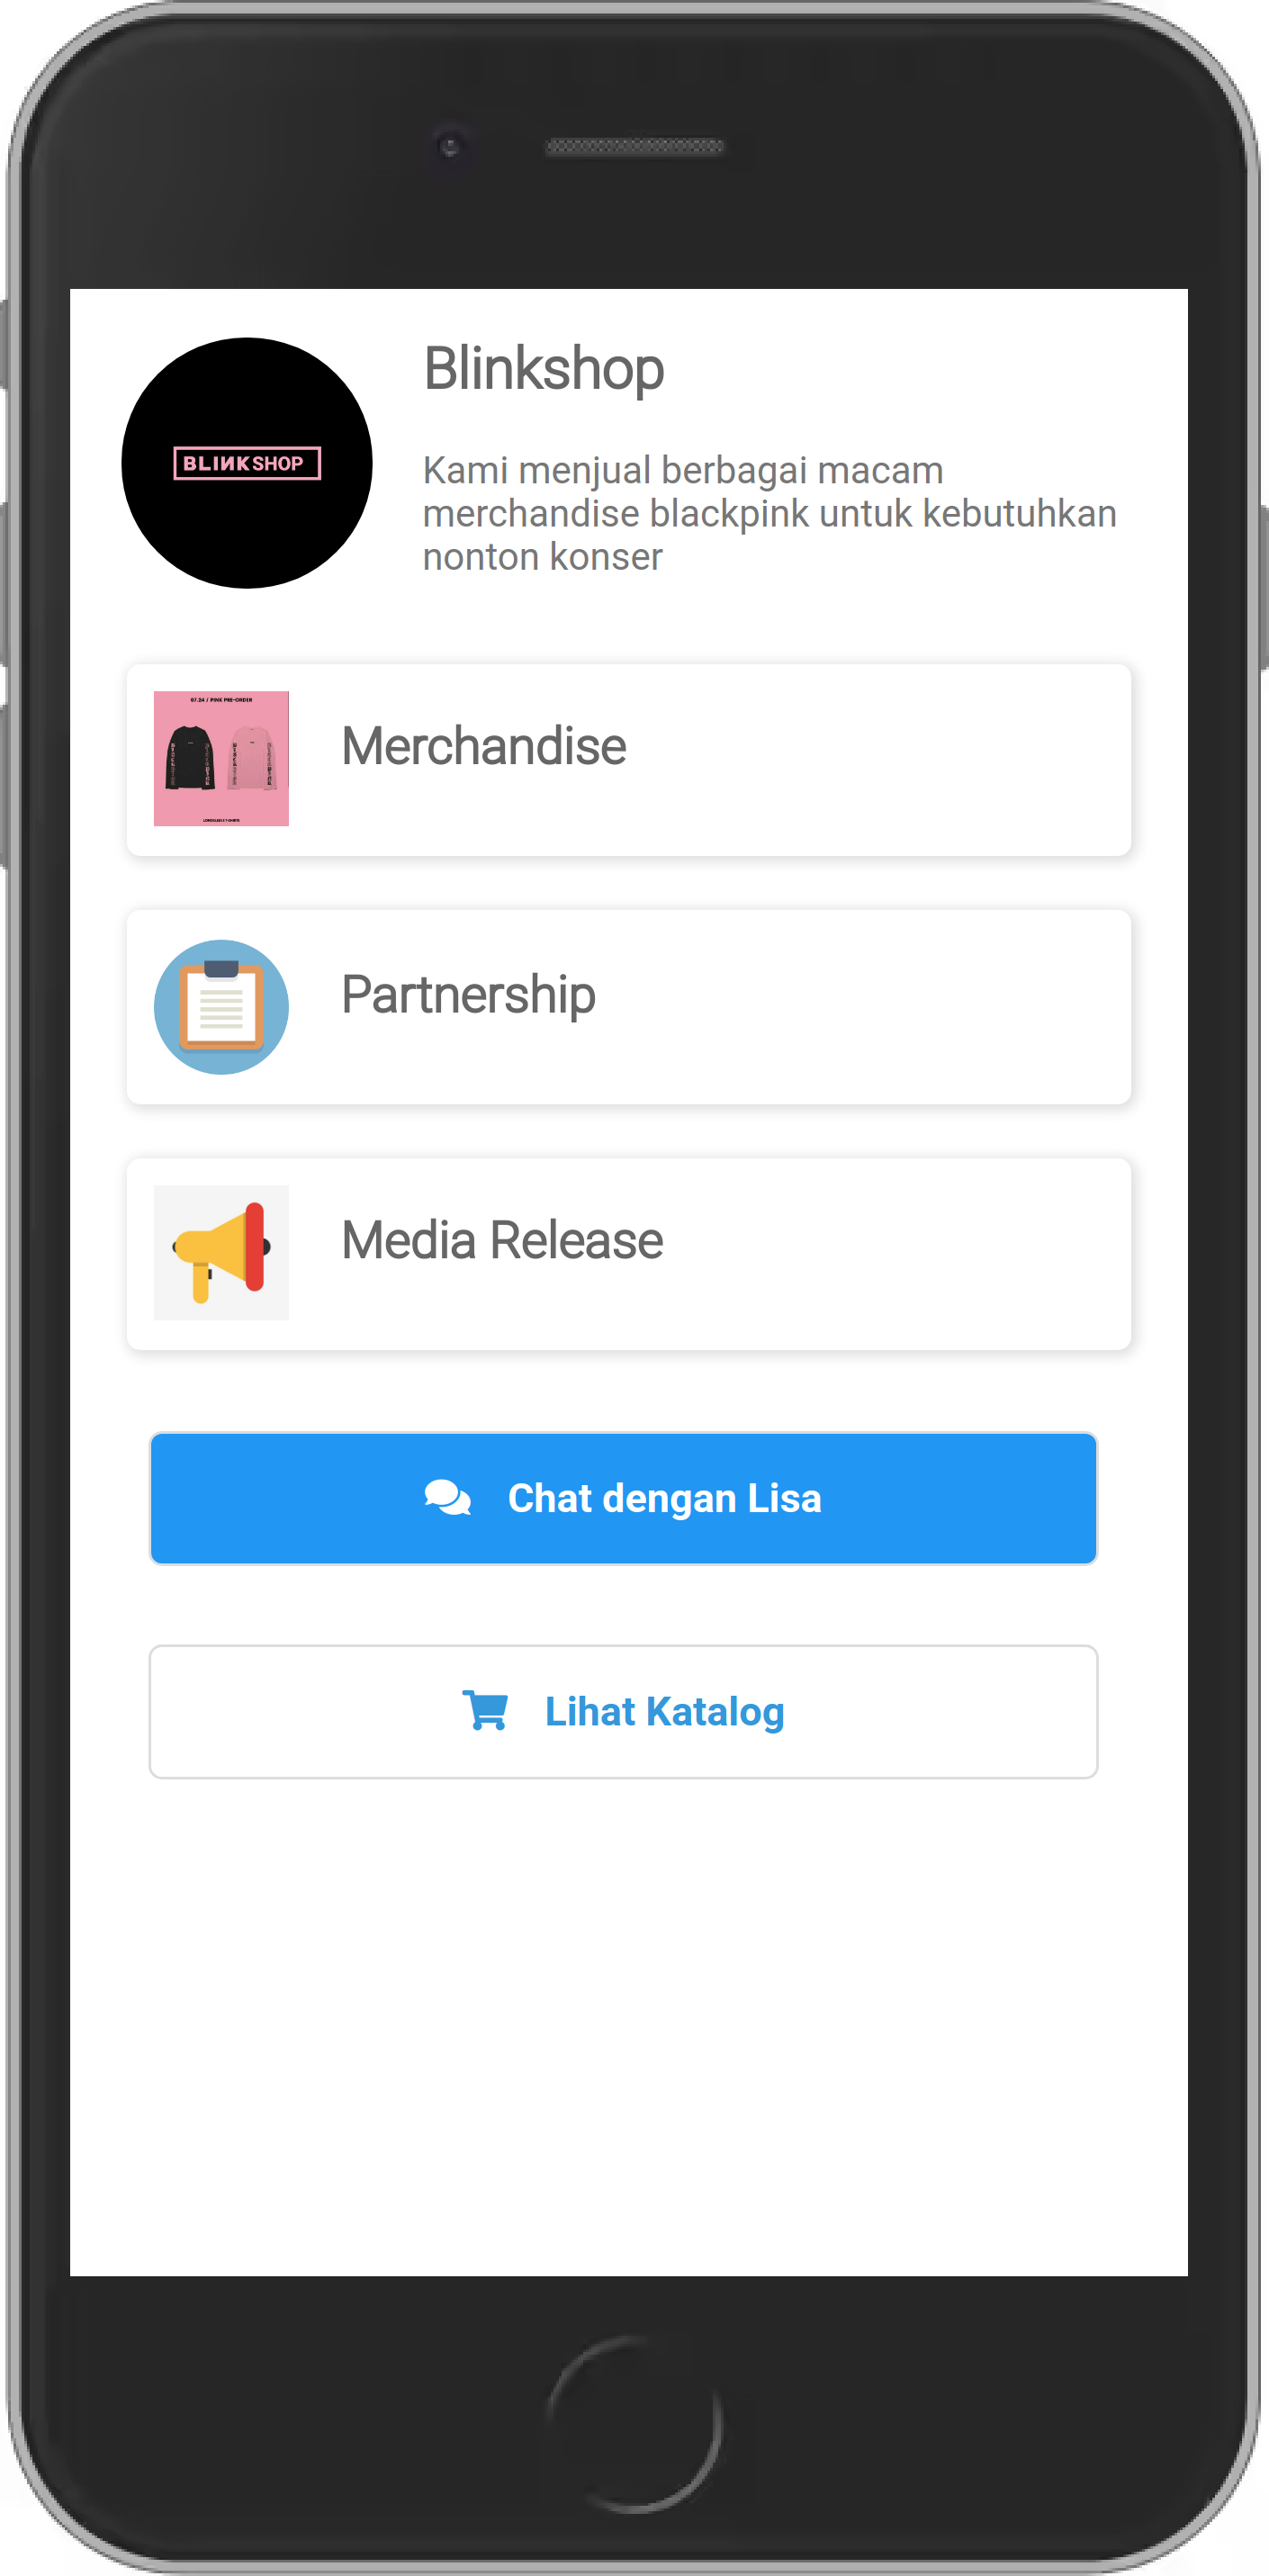 BLINKSHOP
Blinkshop
Kami menjual berbagai macam
merchandise blackpink untuk kebutuhkan
nonton konser
07.24 / PINK PRE-ORDER
Merchandise
Partnership
Media Release
Chat dengan Lisa
Lihat Katalog